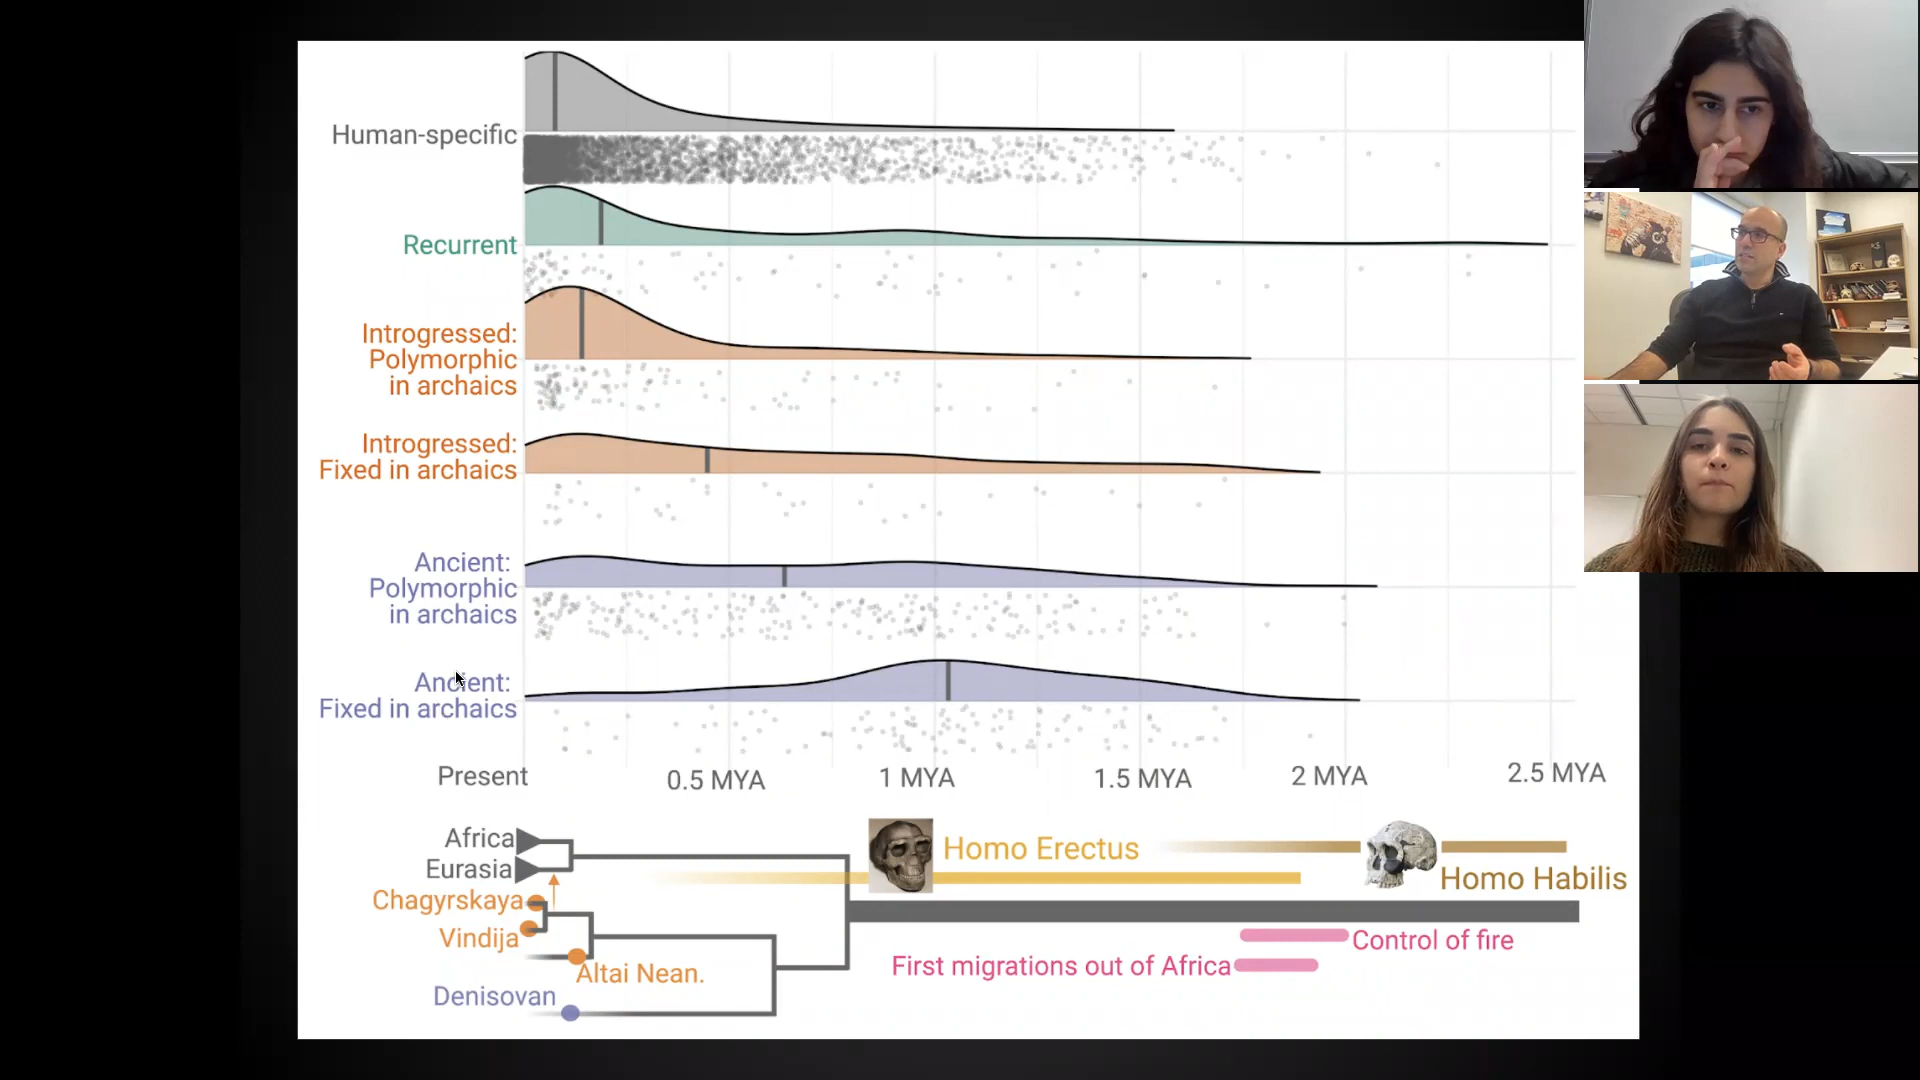 Human-specific
Recurrent
Introgressed:
Polymorphic
in archaics
Introgressed:
Fixed in archaics
Ancient:
Polymorphic
in archaics
Ancient:
Fixed in archaics
Present
0.5 MYA
1 MYA
1.5 MYA
2 MYA
2.5 MYA
Africa
Eurasia
Chagyrskaya
Vindija
Altai Nean.
Denisovan
Homo Erectus
Homo Habilis
Control of fire
First migrations out of Africa